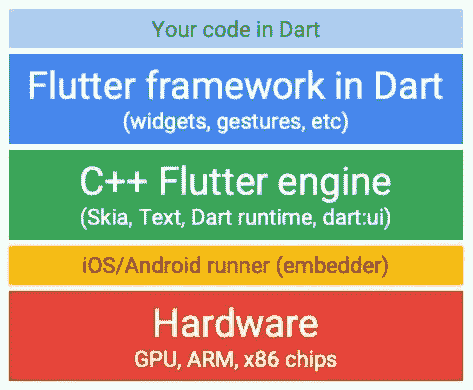 Your code in Dart
Flutter framework in Dart
(widgets, gestures, etc)
C++ Flutter engine
(Skia, Text, Dart runtime, dart:ui)
iOS/Android runner (embedder)
Hardware
GPU, ARM, x86 chips